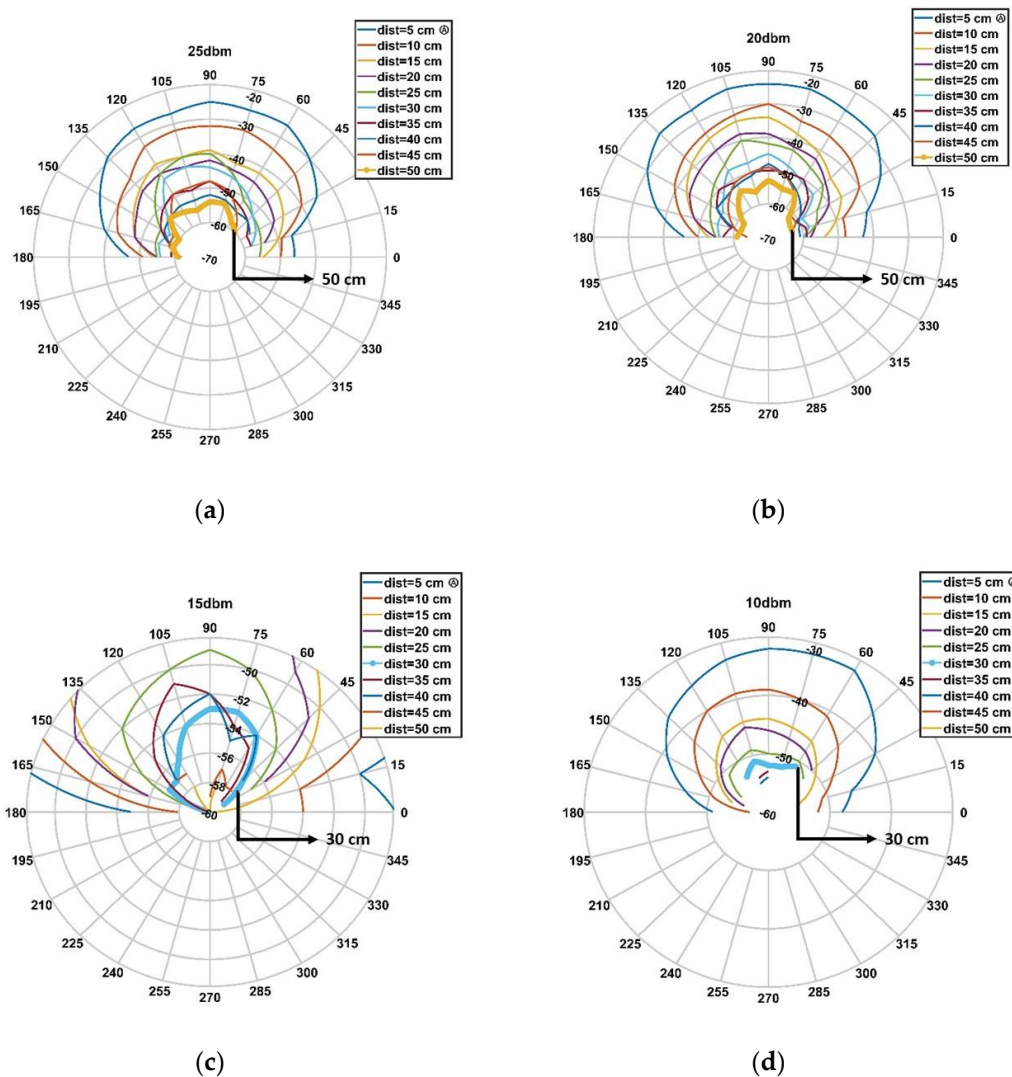 25dbm
dist=5 cm Ⓐ
dist=10 cm
dist=15 cm
dist=20 cm
dist=25 cm
dist=30 cm
dist=35 cm
dist=40 cm
dist=45 cm
dist=50 cm
90
105 75
120 60
135 45
150
165 15
180 0
195 345
210 330
225 315
240 300
255 285
270
-20
-30
-40
-50
-60
-70
50 cm
(a)
20dbm
dist=5 cm Ⓐ
dist=10 cm
dist=15 cm
dist=20 cm
dist=25 cm
dist=30 cm
dist=35 cm
dist=40 cm
dist=45 cm
dist=50 cm
90
105 75
120 60
135 45
150
165 15
180 0
195 345
210 330
225 315
240 300
255 285
270
-20
-30
-40
-50
-60
-70
50 cm
(b)
15dbm
dist=5 cm Ⓐ
dist=10 cm
dist=15 cm
dist=20 cm
dist=25 cm
dist=30 cm
dist=35 cm
dist=40 cm
dist=45 cm
dist=50 cm
90
105 75
120 60
135 45
150
165 15
180 0
195 345
210 330
225 315
240 300
255 285
270
-50
-52
-54
-56
-58
-60
30 cm
(c)
10dbm
dist=5 cm Ⓐ
dist=10 cm
dist=15 cm
dist=20 cm
dist=25 cm
dist=30 cm
dist=35 cm
dist=40 cm
dist=45 cm
dist=50 cm
90
105 75
120 60
135 45
150
165 15
180 0
195 345
210 330
225 315
240 300
255 285
270
-30
-40
-50
-60
30 cm
(d)